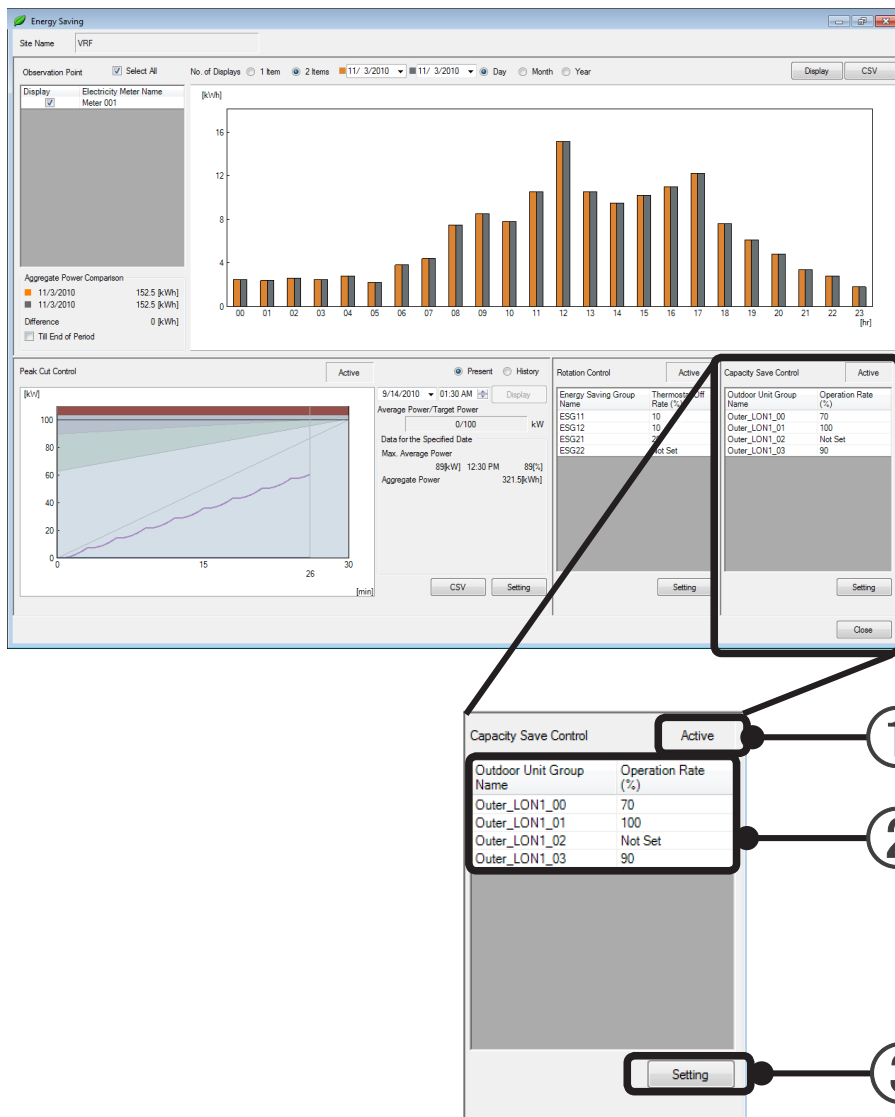 Energy Saving
Site Name VRF
Observation Point Select All No. of Displays 1 Item 2 Items 11/ 3/2010 11/ 3/2010 Day Month Year Display CSV
Display Electricity Meter Name
Meter 001
[kWh]
16
12
8
4
0
00 01 02 03 04 05 06 07 08 09 10 11 12 13 14 15 16 17 18 19 20 21 22 23
[hr]
Aggregate Power Comparison
11/3/2010 152.5 [kWh]
11/3/2010 152.5 [kWh]
Difference 0 [kWh]
Till End of Period
Peak Cut Control Active Present History
[kW]
100
80
60
40
20
0
0 15 26 30
[min]
9/14/2010 01:30 AM Display
Average Power/Target Power
0/100 kW
Data for the Specified Date
Max. Average Power
89[kW] 12:30 PM 89[%]
Aggregate Power 321.5[kWh]
CSV Setting
Rotation Control Active
Energy Saving Group Name Thermostat Off Rate (%)
ESG11 10
ESG12 10
ESG21
ESG22 Not Set
Setting
Capacity Save Control Active
Outdoor Unit Group Name Operation Rate (%)
Outer_LON1_00 70
Outer_LON1_01 100
Outer_LON1_02 Not Set
Outer_LON1_03 90
Setting
Close
Capacity Save Control Active
1
Outdoor Unit Group Operation Rate
Name (%)
Outer_LON1_00 70
Outer_LON1_01 100
Outer_LON1_02 Not Set
Outer_LON1_03 90
2
Setting
3